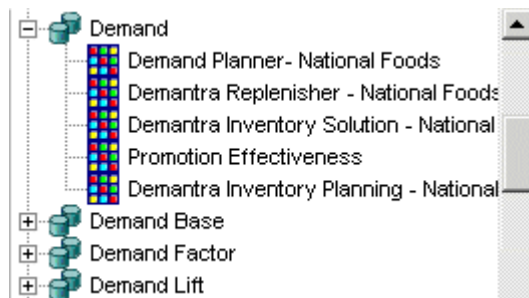 Demand
Demand Planner- National Foods
Demantra Replenisher - National Foods
Demantra Inventory Solution - National
Promotion Effectiveness
Demantra Inventory Planning - National
Demand Base
Demand Factor
Demand Lift